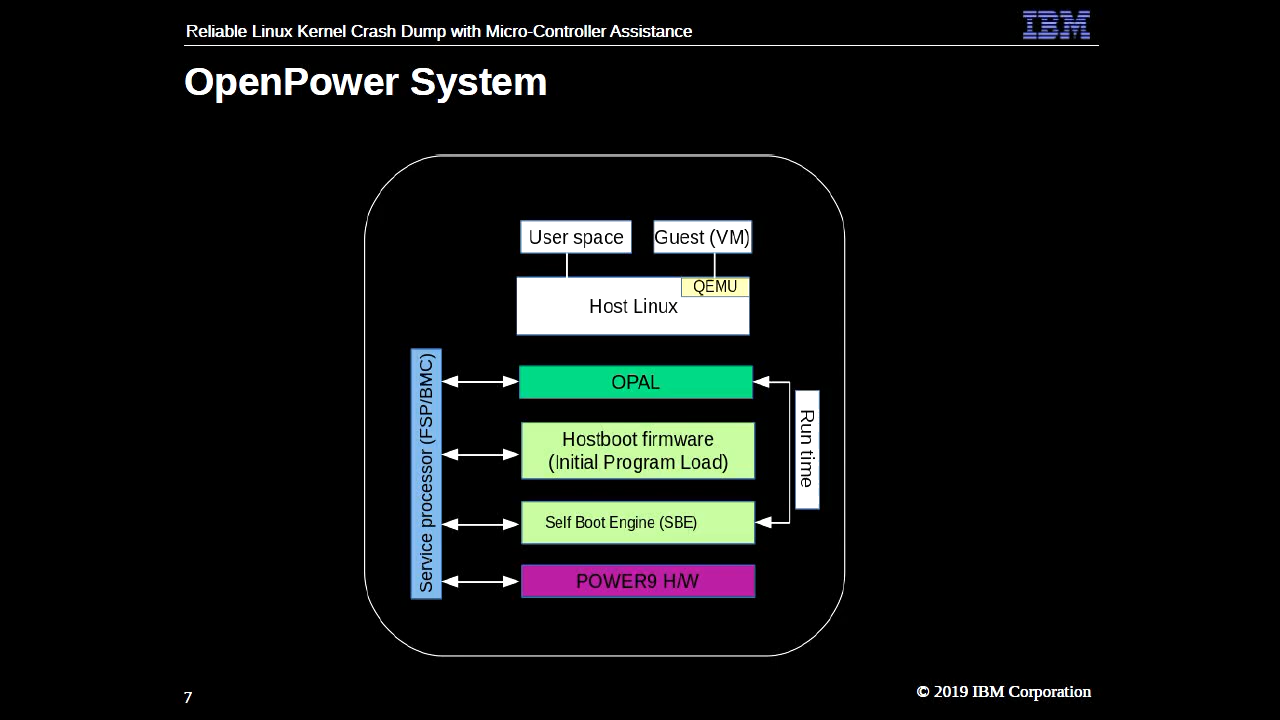 Reliable Linux Kernel Crash Dump with Micro-Controller Assistance
IBM
OpenPower System
User space
Guest (VM)
QEMU
Host Linux
Service processor (FSP/BMC)
OPAL
Run time
Hostboot firmware
(Initial Program Load)
Self Boot Engine (SBE)
POWER9 H/W
7
© 2019 IBM Corporation